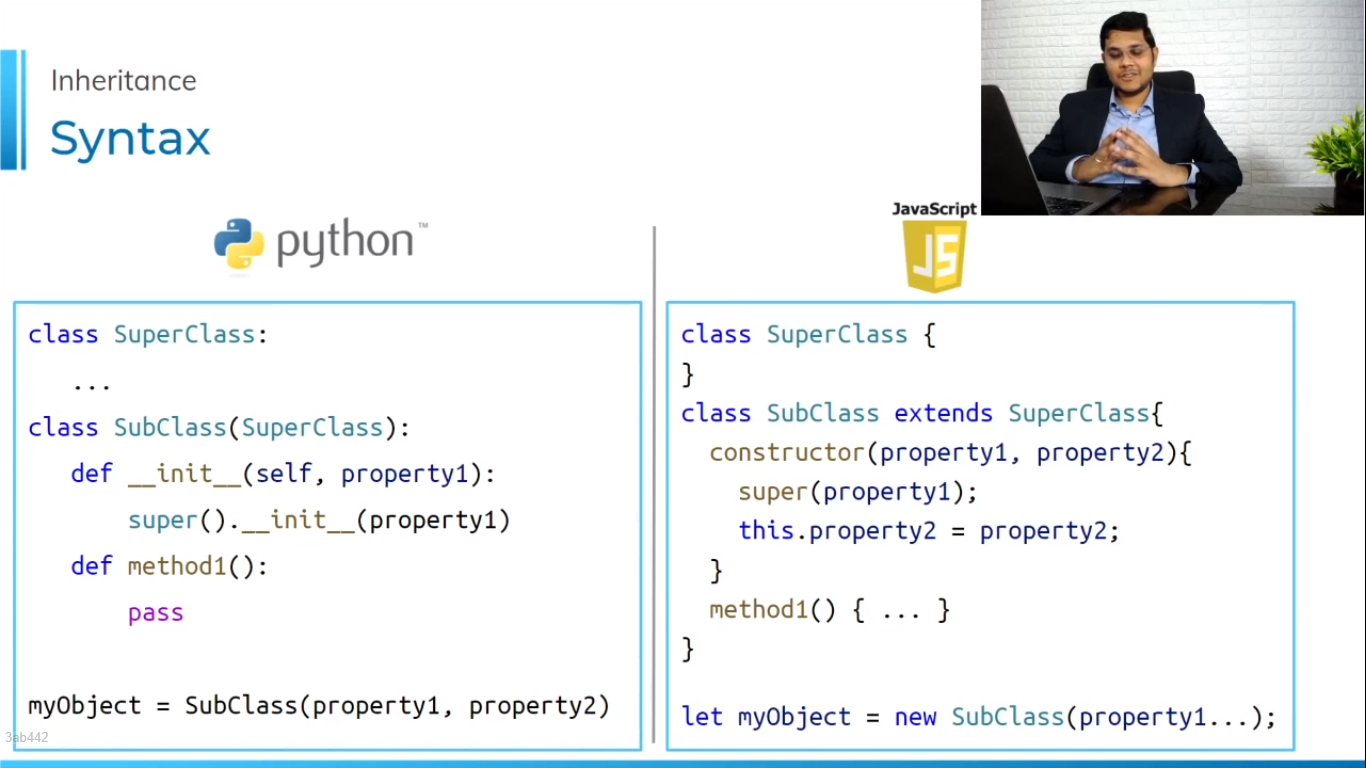 Inheritance
Syntax
python™
JavaScript
JS
class SuperClass:
...
class SubClass(SuperClass):
def __init__(self, property1):
super().__init__(property1)
def method1():
pass
myObject = SubClass(property1, property2)
class SuperClass {
}
class SubClass extends SuperClass{
constructor(property1, property2){
super(property1);
this.property2 = property2;
}
method1() { ... }
}
let myObject = new SubClass(property1...);
3ab442